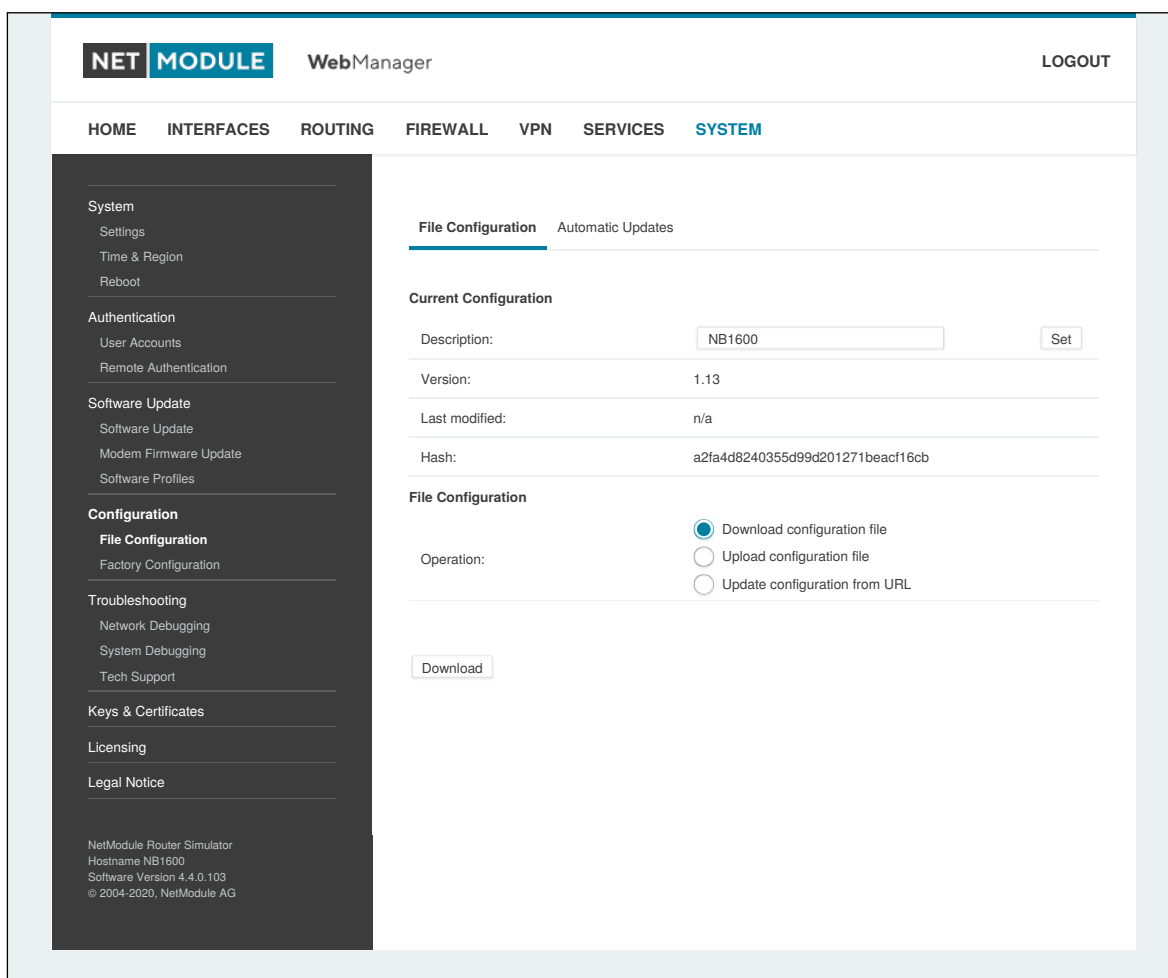 NET MODULE WebManager LOGOUT
HOME INTERFACES ROUTING FIREWALL VPN SERVICES SYSTEM
System
Settings
Time & Region
Reboot
Authentication
User Accounts
Remote Authentication
Software Update
Software Update
Modem Firmware Update
Software Profiles
Configuration
File Configuration
Factory Configuration
Troubleshooting
Network Debugging
System Debugging
Tech Support
Keys & Certificates
Licensing
Legal Notice
NetModule Router Simulator
Hostname NB1600
Software Version 4.4.0.103
© 2004-2020, NetModule AG
File Configuration Automatic Updates
Current Configuration
Description: NB1600 Set
Version: 1.13
Last modified: n/a
Hash: a2fa4d8240355d99d201271beacf16cb
File Configuration
Operation:
Download configuration file
Upload configuration file
Update configuration from URL
Download